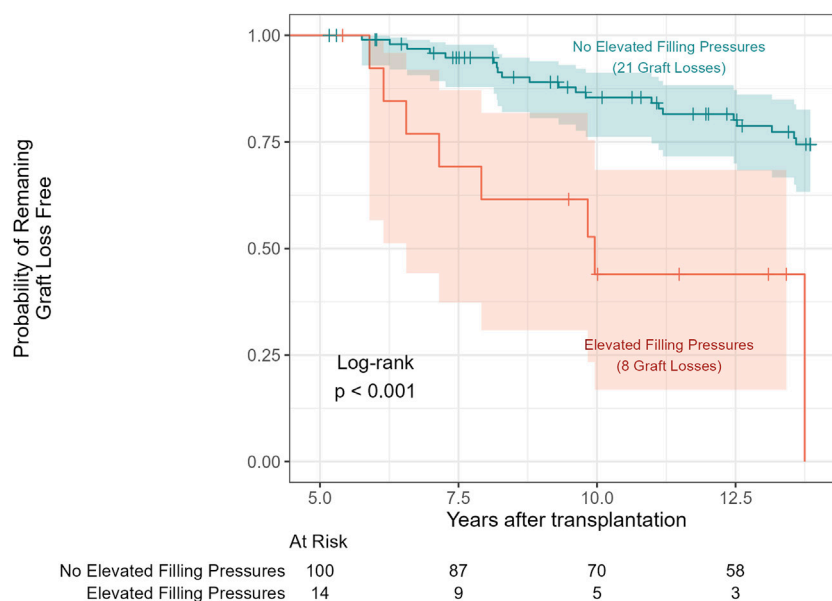 1.00
0.75
0.50
0.25
0.00
Probability of Remaning
Graft Loss Free
No Elevated Filling Pressures
(21 Graft Losses)
Elevated Filling Pressures
(8 Graft Losses)
Log-rank
p < 0.001
5.0 7.5 10.0 12.5
Years after transplantation
At Risk
No Elevated Filling Pressures 100 87 70 58
Elevated Filling Pressures 14 9 5 3